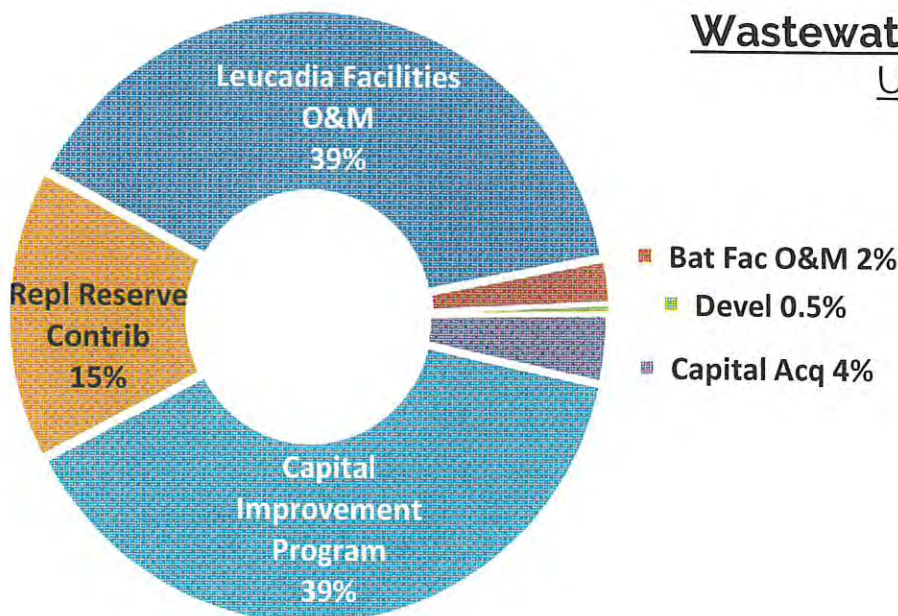 Wastewat
U
Leucadia Facilities
O&M
39%
Bat Fac O&M 2%
Devel 0.5%
Capital Acq 4%
Repl Reserve
Contrib
15%
Capital
Improvement
Program
39%